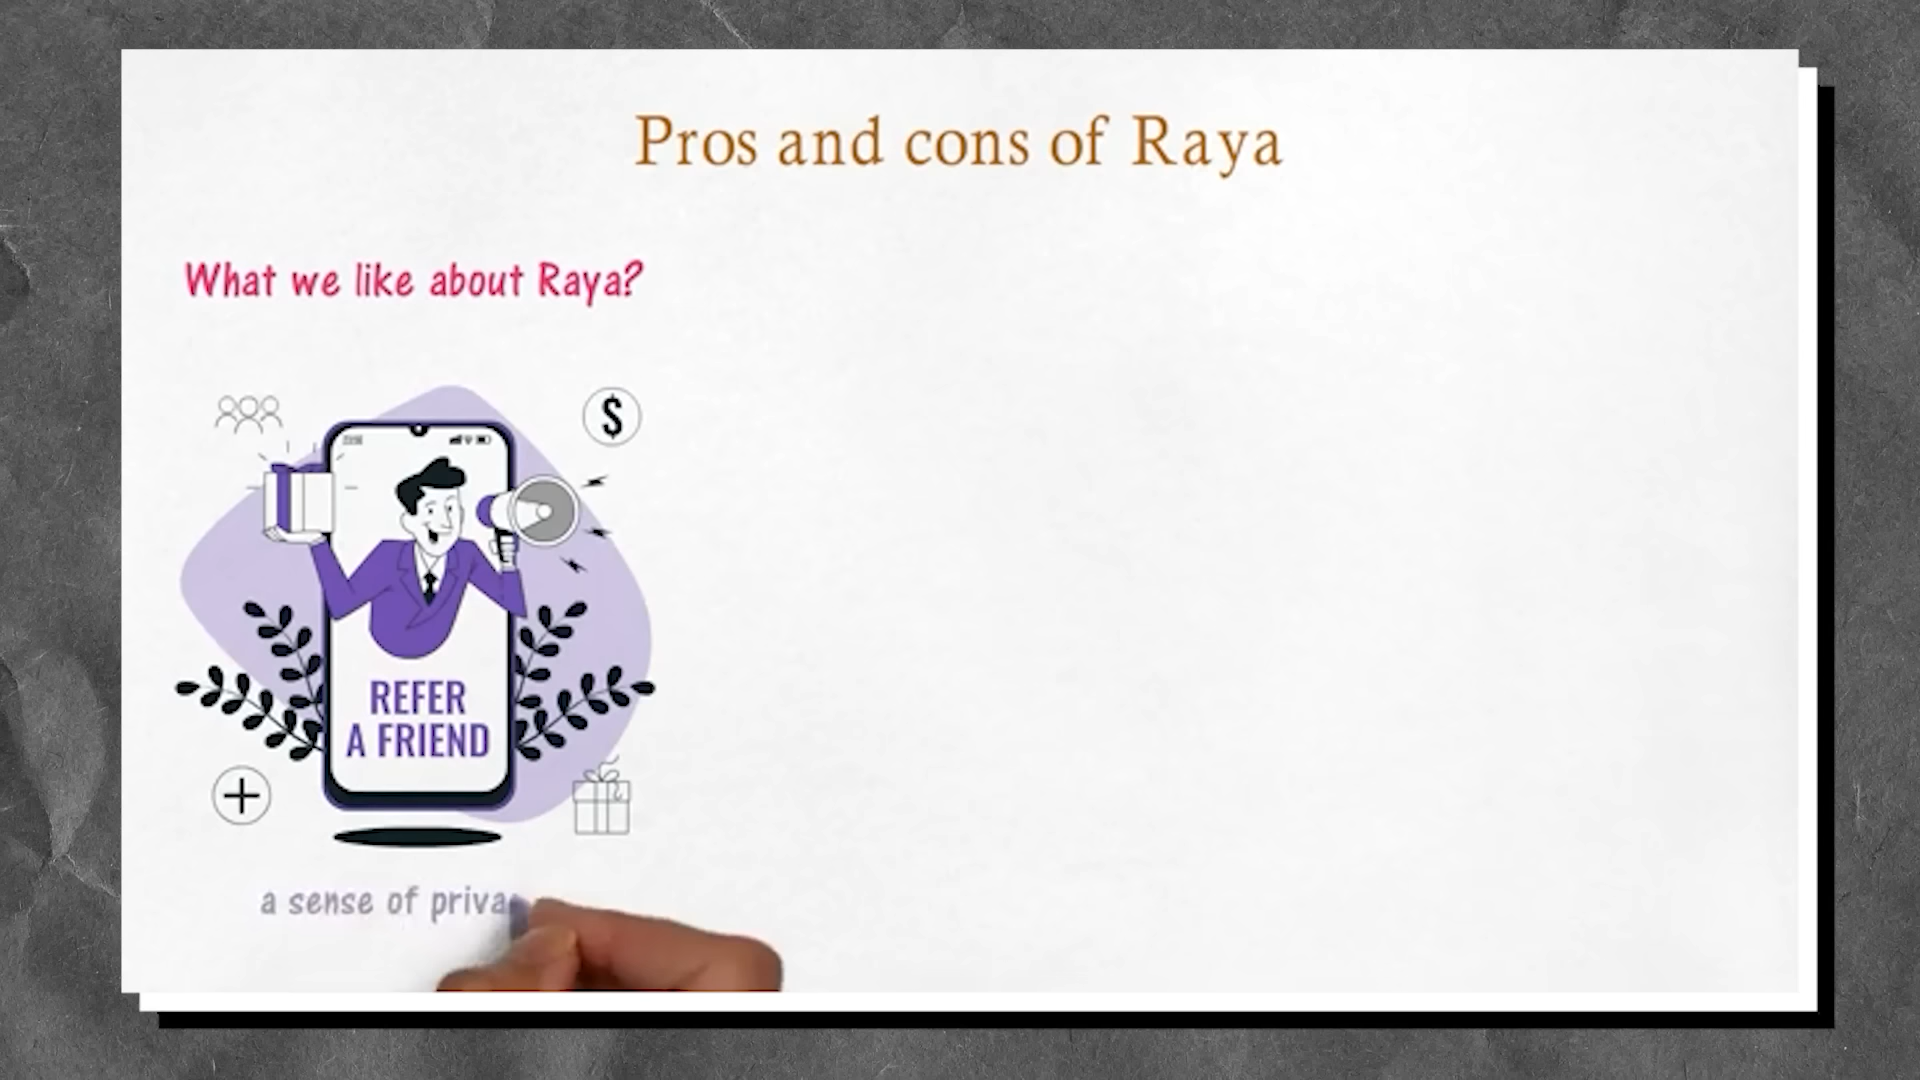 Pros and cons of Raya
What we like about Raya?
$
REFER
A FRIEND
a sense of priva